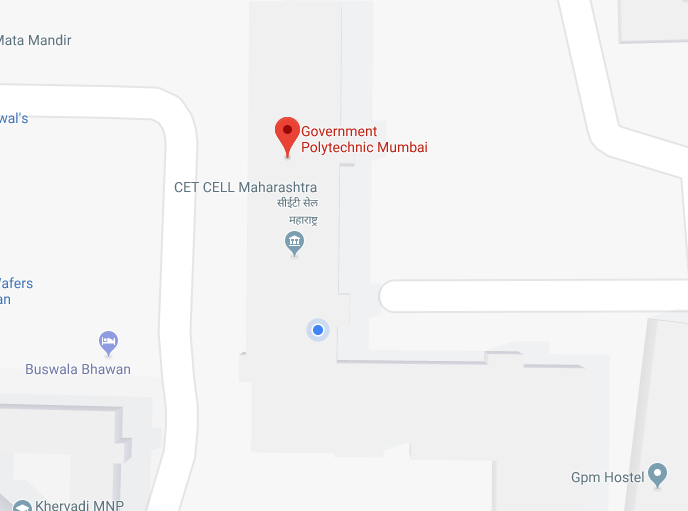 Mata Mandir
wal's
Government
Polytechnic Mumbai
CET CELL Maharashtra
सीईटी सेल
महाराष्ट्र
afers
an
Buswala Bhawan
Gpm Hostel
Khervadi MNP